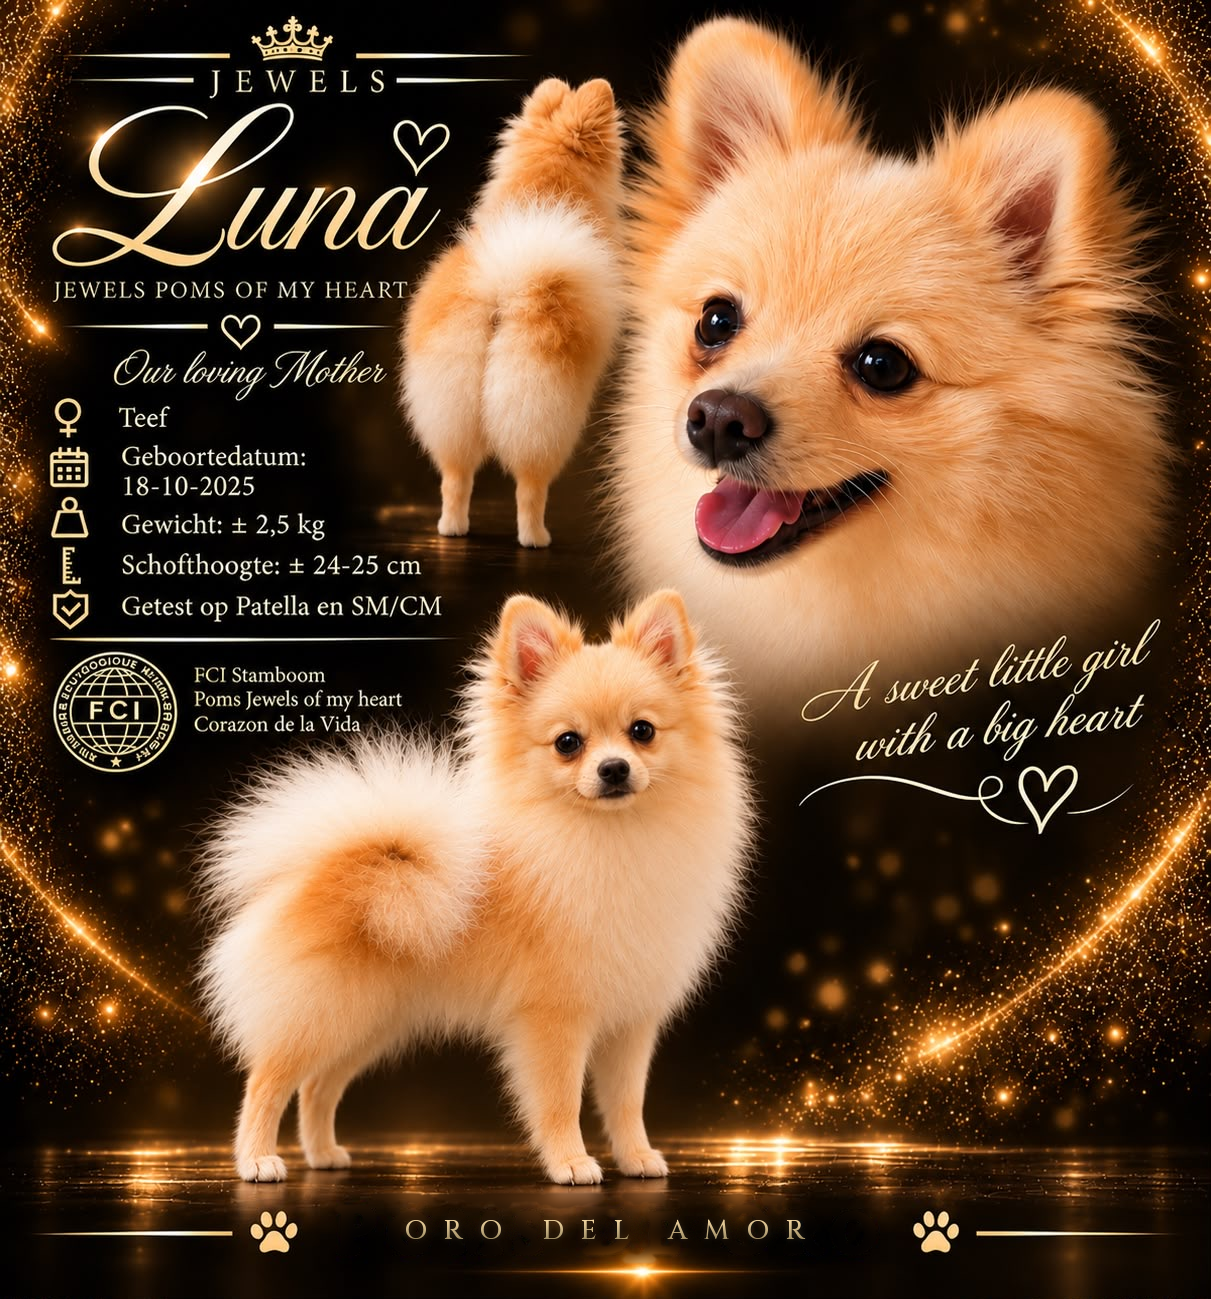 JEWELS
Luna
JEWELS POMS OF MY HEART
Our loving Mother
Teef
Geboortedatum:
18-10-2025
Gewicht: ± 2,5 kg
Schofthoogte: ± 24-25 cm
Getest op Patella en SM/CM
FCI
FCI Stamboom
Poms Jewels of my heart
Corazon de la Vida
A sweet little girl
with a big heart
ORO DEL AMOR